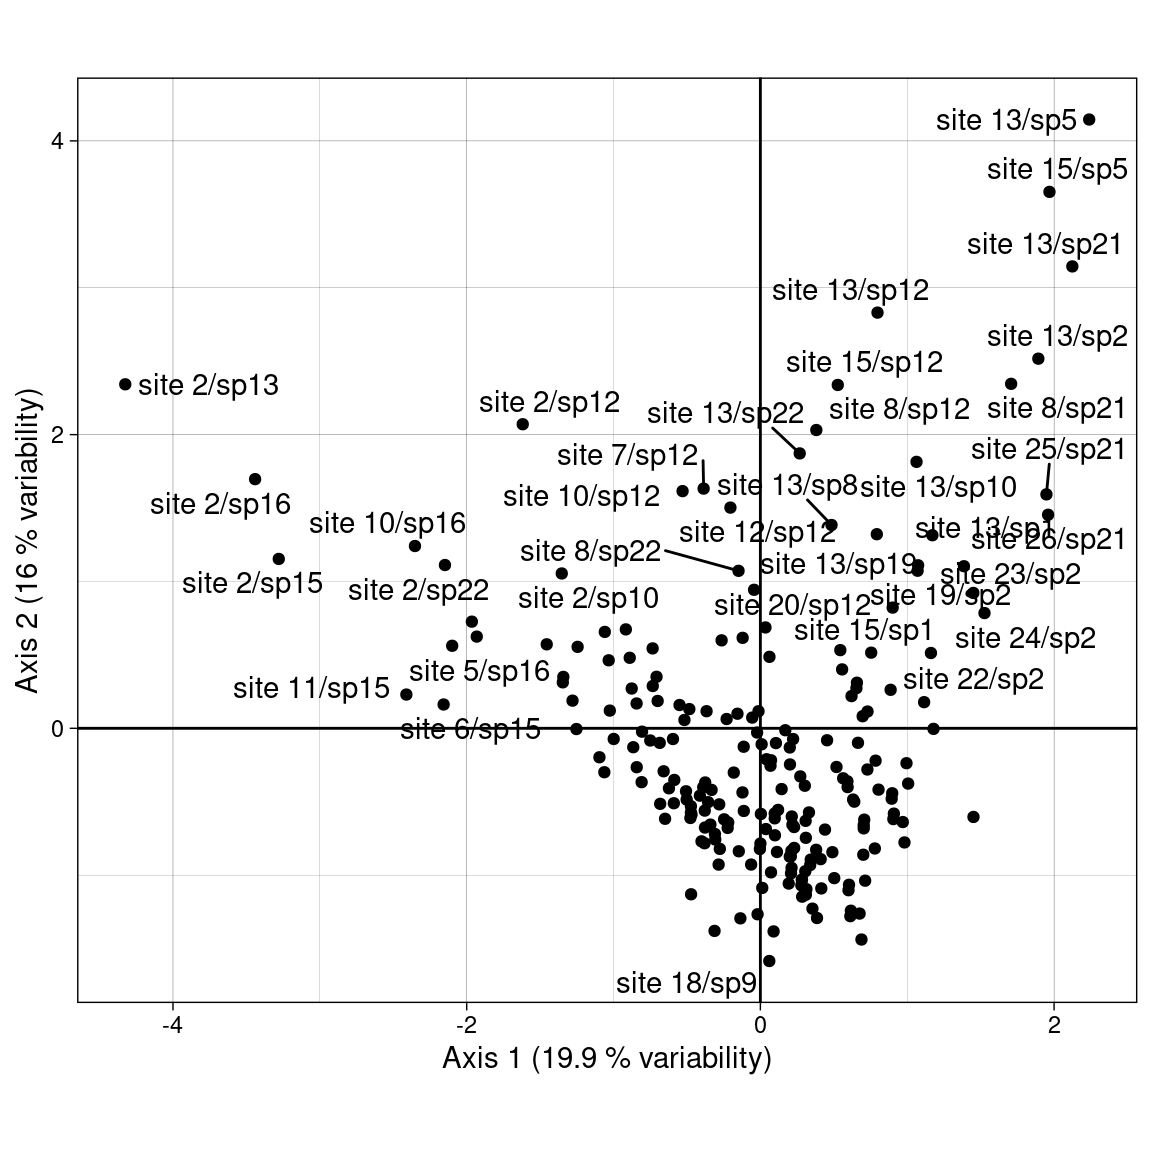 site 13/sp5
4
site 15/sp5
site 13/sp21
site 13/sp12
site 13/sp2
site 15/sp12
site 2/sp13
site 2/sp12
site 13/sp22
site 8/sp12
site 8/sp21
2
site 25/sp21
site 7/sp12
site 13/sp8
site 13/sp10
site 10/sp12
site 2/sp16
site 10/sp16
site 12/sp12
site 13/sp1
site 26/sp21
site 8/sp22
site 13/sp19
site 23/sp2
site 2/sp15
site 2/sp22
site 2/sp10
site 20/sp12
site 19/sp2
site 15/sp1
site 24/sp2
site 5/sp16
site 22/sp2
site 11/sp15
site 6/sp15
0
site 18/sp9
-4
-2
0
2
Axis 1 (19.9 % variability)
Axis 2 (16 % variability)